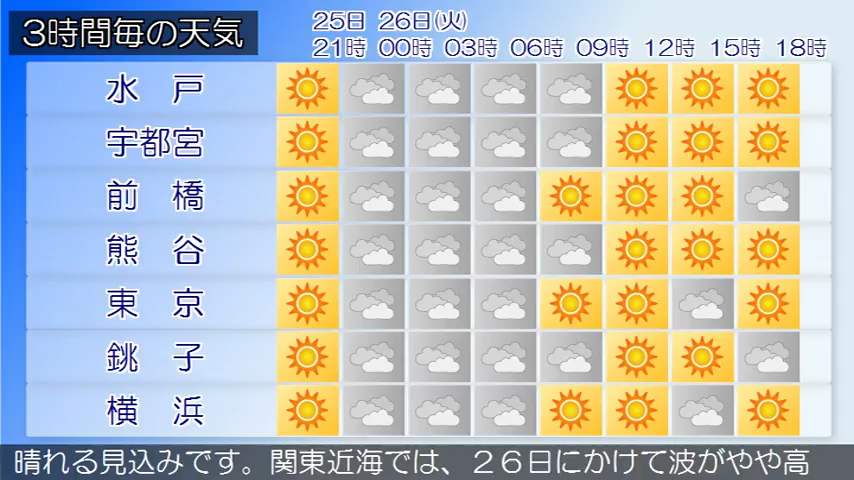 3時間毎の天気
25日 26日(火)
21時 00時 03時 06時 09時 12時 15時 18時
水 戸
宇都宮
前 橋
熊 谷
東 京
銚 子
横 浜
晴れる見込みです。関東近海では、２６日にかけて波がやや高